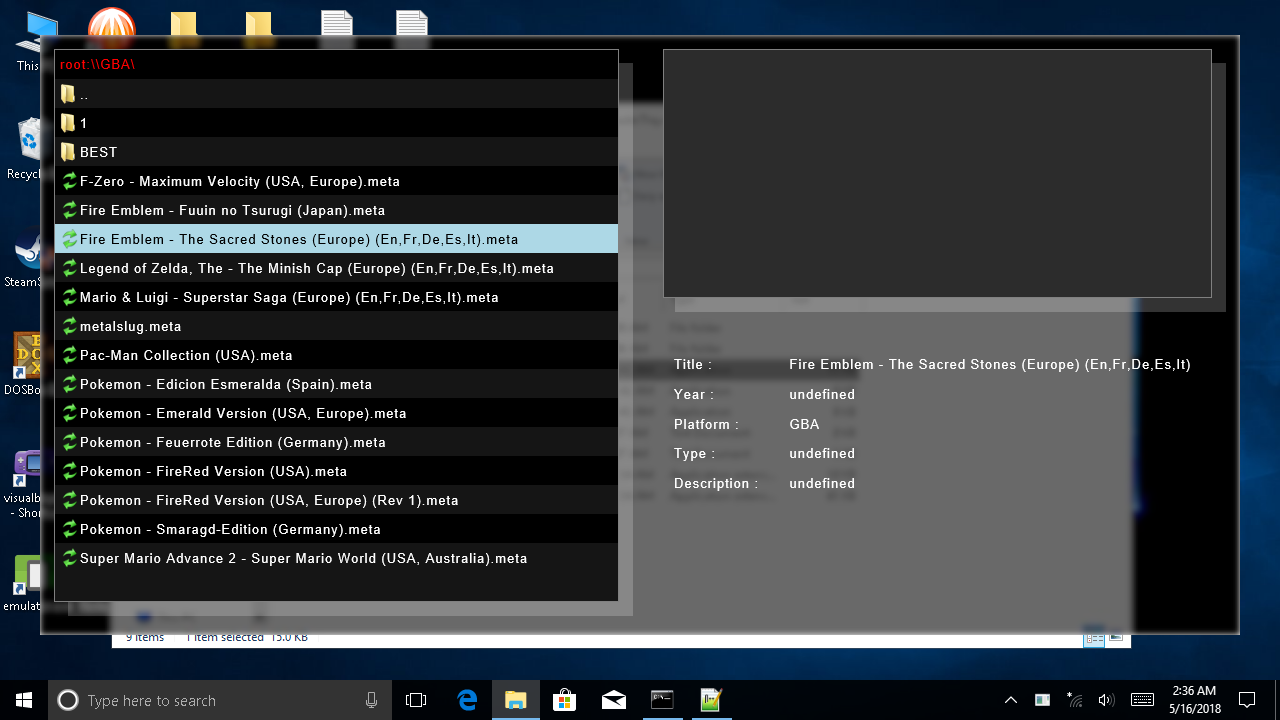 This
Recyc
SteamS
DOSBo
visualb
- Shor
emulat
root:\\GBA\
..
1
BEST
F-Zero - Maximum Velocity (USA, Europe).meta
Fire Emblem - Fuuin no Tsurugi (Japan).meta
Fire Emblem - The Sacred Stones (Europe) (En,Fr,De,Es,It).meta
Legend of Zelda, The - The Minish Cap (Europe) (En,Fr,De,Es,It).meta
Mario & Luigi - Superstar Saga (Europe) (En,Fr,De,Es,It).meta
metalslug.meta
Pac-Man Collection (USA).meta
Pokemon - Edicion Esmeralda (Spain).meta
Pokemon - Emerald Version (USA, Europe).meta
Pokemon - Feuerrote Edition (Germany).meta
Pokemon - FireRed Version (USA).meta
Pokemon - FireRed Version (USA, Europe) (Rev 1).meta
Pokemon - Smaragd-Edition (Germany).meta
Super Mario Advance 2 - Super Mario World (USA, Australia).meta
Title : Fire Emblem - The Sacred Stones (Europe) (En,Fr,De,Es,It)
Year : undefined
Platform : GBA
Type : undefined
Description : undefined
9 items 1 item selected 15.0 KB
Type here to search
2:36 AM
5/16/2018